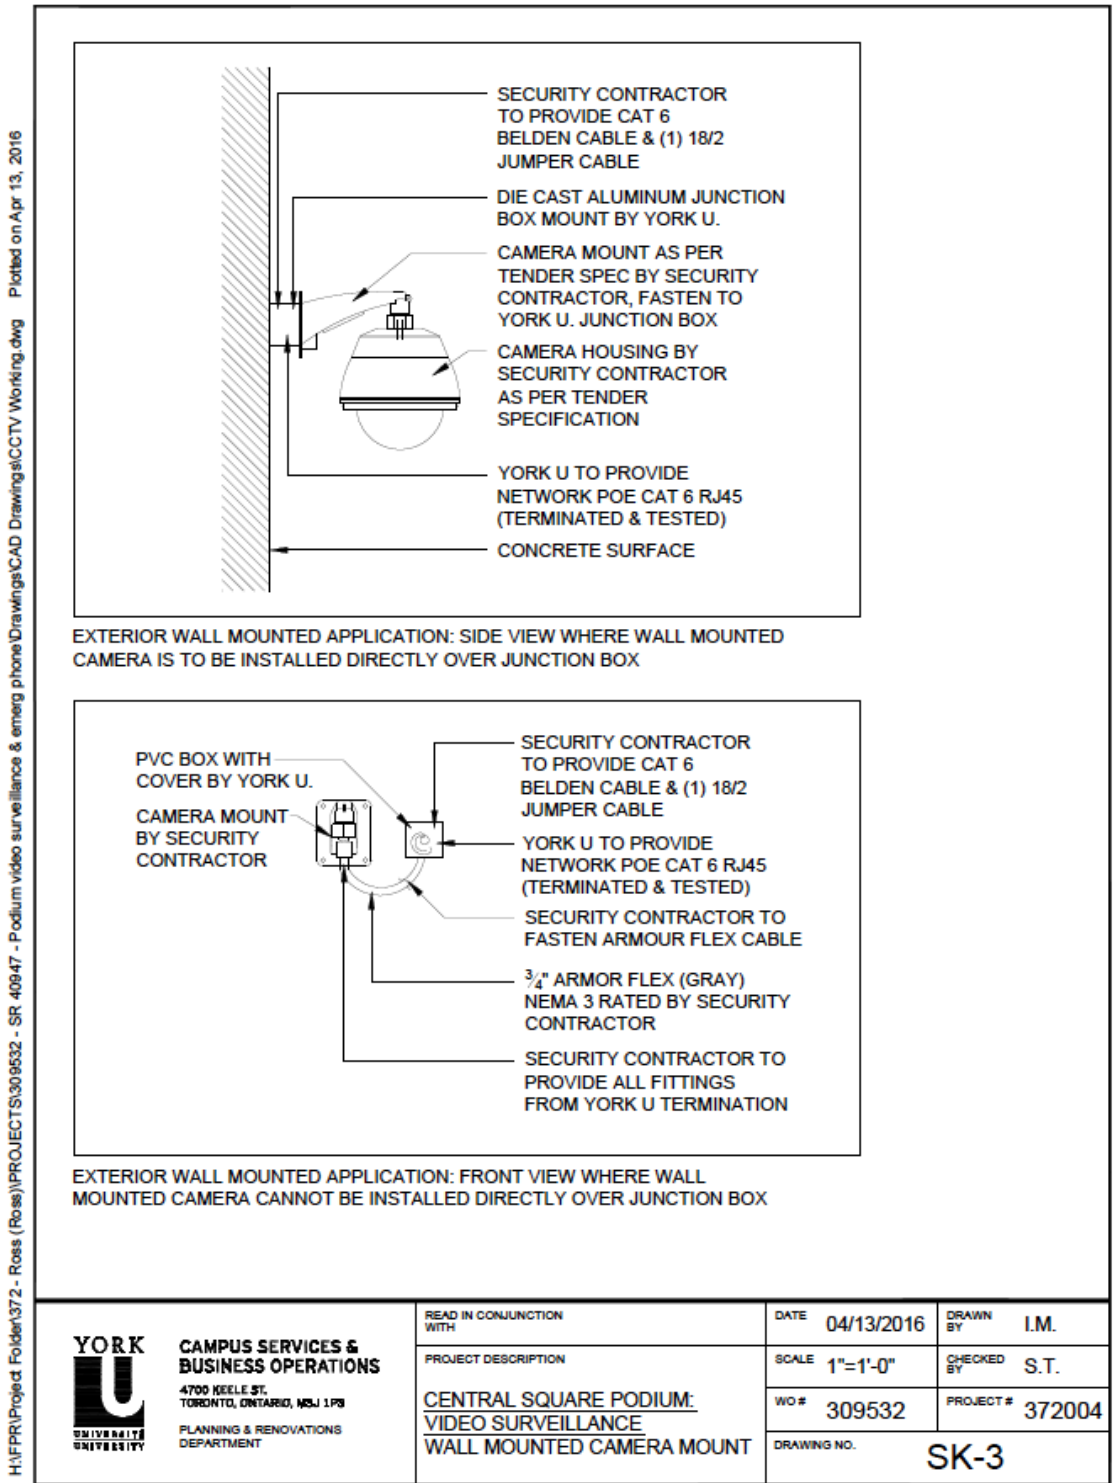 H:\FPR\Project Folder\372 - Ross (Ross)\PROJECTS\309532 - SR 40947 - Podium video surveillance & emerg phone\Drawings\CAD Drawings\CCTV Working.dwg    Plotted on Apr 13, 2016
SECURITY CONTRACTOR
TO PROVIDE CAT 6
BELDEN CABLE & (1) 18/2
JUMPER CABLE
DIE CAST ALUMINUM JUNCTION
BOX MOUNT BY YORK U.
CAMERA MOUNT AS PER
TENDER SPEC BY SECURITY
CONTRACTOR, FASTEN TO
YORK U. JUNCTION BOX
CAMERA HOUSING BY
SECURITY CONTRACTOR
AS PER TENDER
SPECIFICATION
YORK U TO PROVIDE
NETWORK POE CAT 6 RJ45
(TERMINATED & TESTED)
CONCRETE SURFACE
EXTERIOR WALL MOUNTED APPLICATION: SIDE VIEW WHERE WALL MOUNTED
CAMERA IS TO BE INSTALLED DIRECTLY OVER JUNCTION BOX
PVC BOX WITH
COVER BY YORK U.
CAMERA MOUNT
BY SECURITY
CONTRACTOR
SECURITY CONTRACTOR
TO PROVIDE CAT 6
BELDEN CABLE & (1) 18/2
JUMPER CABLE
YORK U TO PROVIDE
NETWORK POE CAT 6 RJ45
(TERMINATED & TESTED)
SECURITY CONTRACTOR TO
FASTEN ARMOUR FLEX CABLE
¾" ARMOR FLEX (GRAY)
NEMA 3 RATED BY SECURITY
CONTRACTOR
SECURITY CONTRACTOR TO
PROVIDE ALL FITTINGS
FROM YORK U TERMINATION
EXTERIOR WALL MOUNTED APPLICATION: FRONT VIEW WHERE WALL
MOUNTED CAMERA CANNOT BE INSTALLED DIRECTLY OVER JUNCTION BOX
YORK
U
UNIVERSITÉ
UNIVERSITY
CAMPUS SERVICES &
BUSINESS OPERATIONS
4700 KEELE ST.
TORONTO, ONTARIO, M3J 1P3
PLANNING & RENOVATIONS
DEPARTMENT
READ IN CONJUNCTION
WITH
PROJECT DESCRIPTION
CENTRAL SQUARE PODIUM:
VIDEO SURVEILLANCE
WALL MOUNTED CAMERA MOUNT
DATE 04/13/2016
DRAWN BY I.M.
SCALE 1"=1'-0"
CHECKED BY S.T.
WO # 309532
PROJECT # 372004
DRAWING NO. SK-3